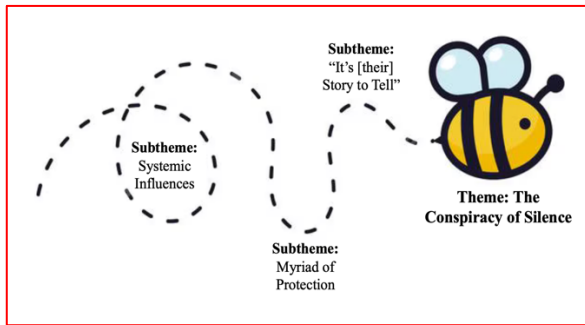 Subtheme:
“It’s [their]
Story to Tell”
Subtheme:
Systemic
Influences
Theme: The
Conspiracy of Silence
Subtheme:
Myriad of
Protection